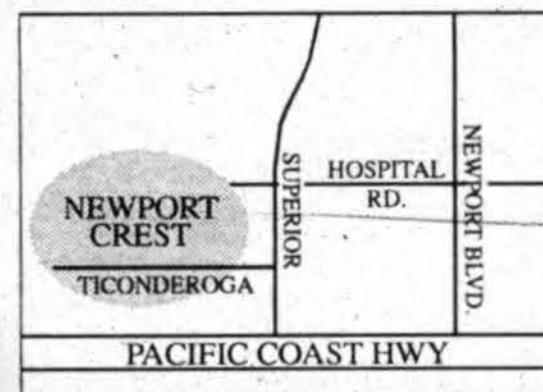 NEWPORT
CREST
TICONDEROGA
SUPERIOR
HOSPITAL
RD.
NEWPORT BLVD.
PACIFIC COAST HWY